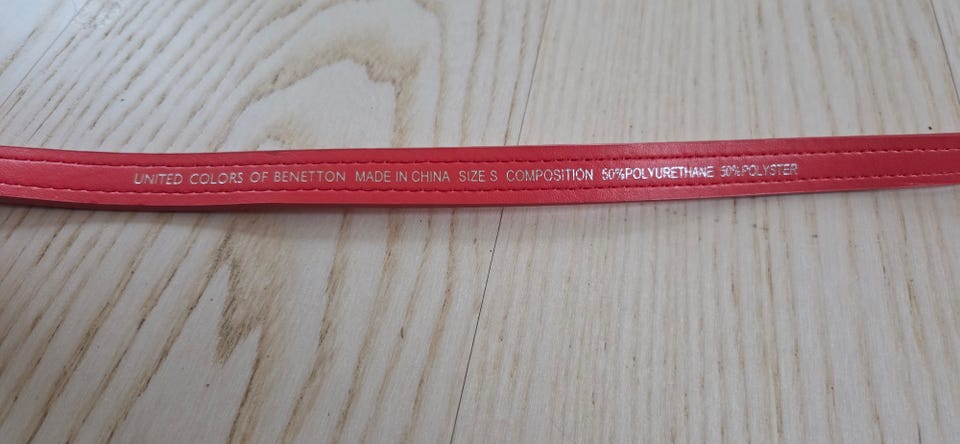 UNITED COLORS OF BENETTON MADE IN CHINA SIZE S COMPOSITION 50%POLYURETHANE 50%POLYSTER